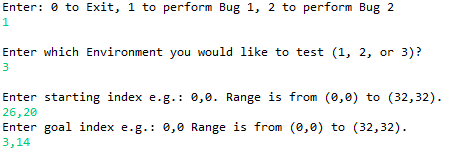 Enter: 0 to Exit, 1 to perform Bug 1, 2 to perform Bug 2
1
Enter which Environment you would like to test (1, 2, or 3)?
3
Enter starting index e.g.: 0,0. Range is from (0,0) to (32,32).
26,20
Enter goal index e.g.: 0,0 Range is from (0,0) to (32,32).
3,14